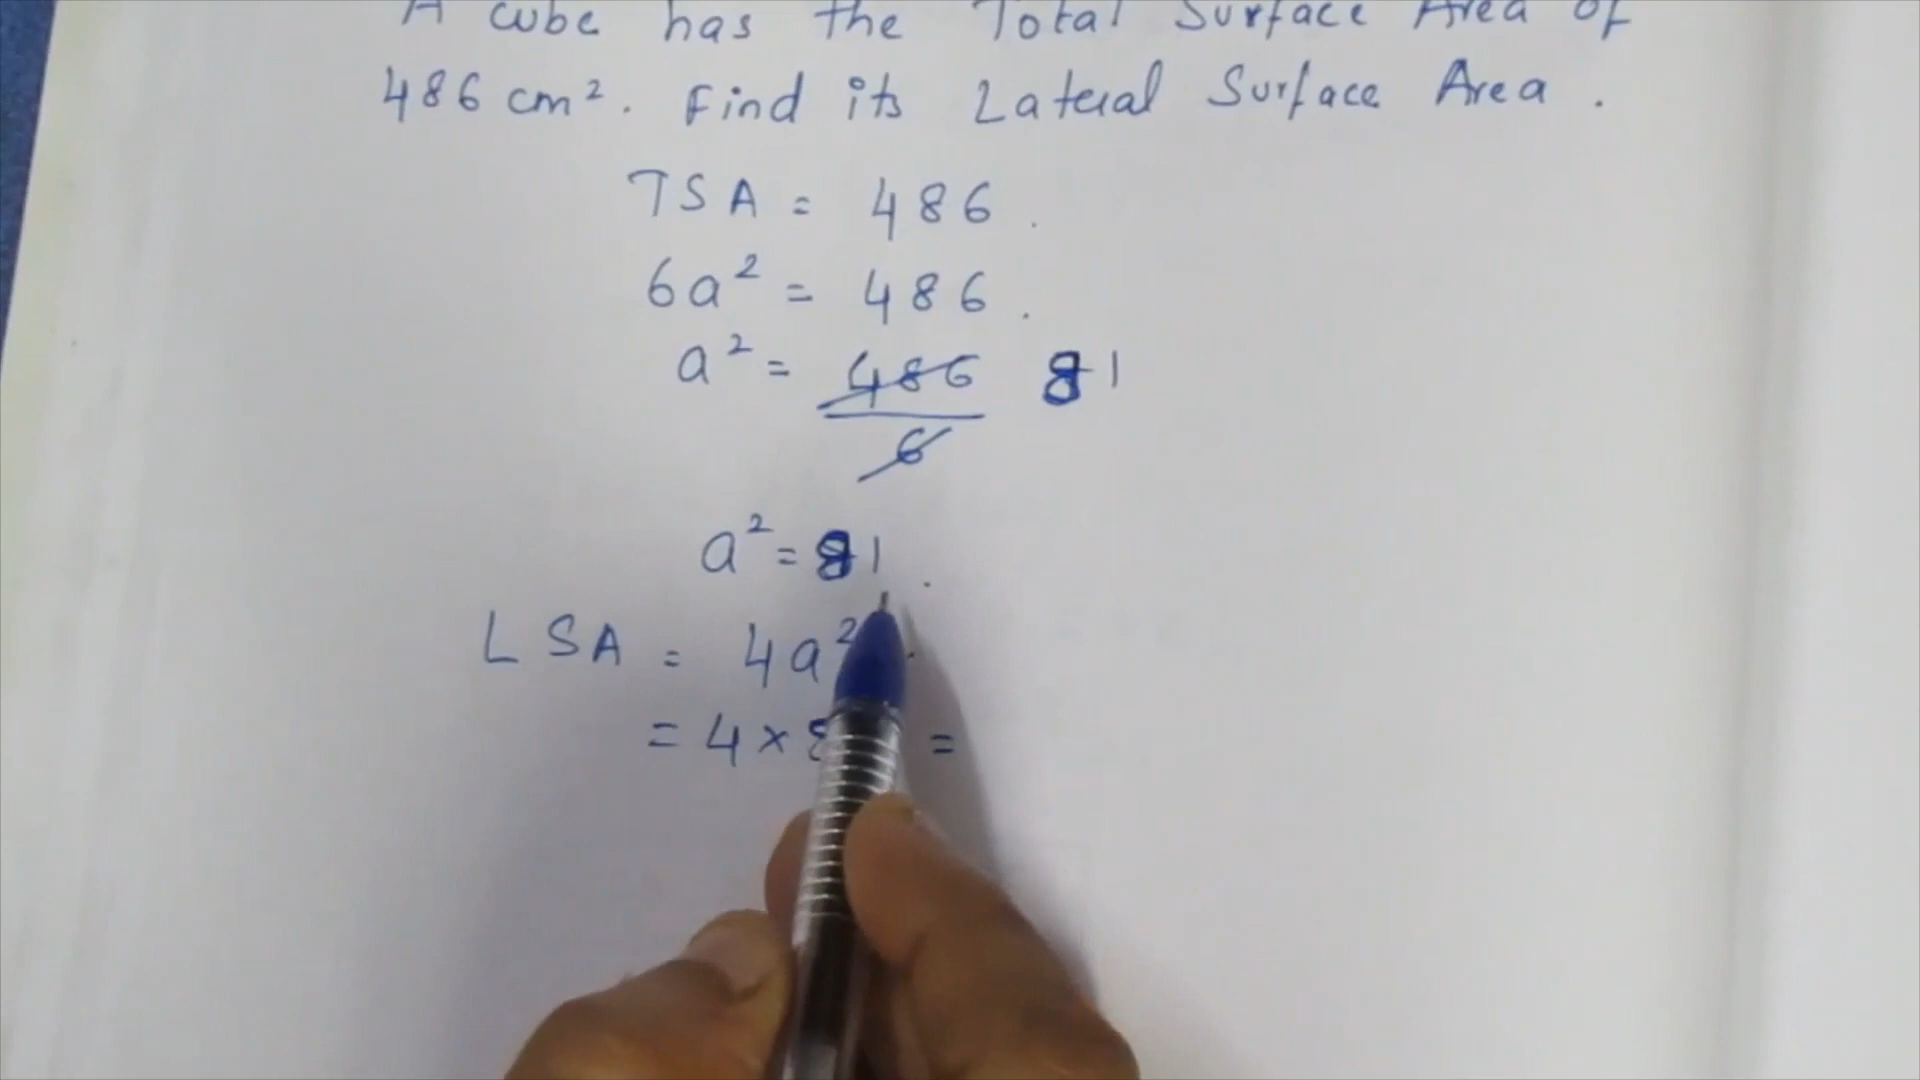 A cube has the Total Surface Area of
486 cm². Find its Lateral Surface Area.
TSA = 486.
6a² = 486.
a² = 486/6 81
a² = 81.
LSA = 4a².
= 4 × 8 =